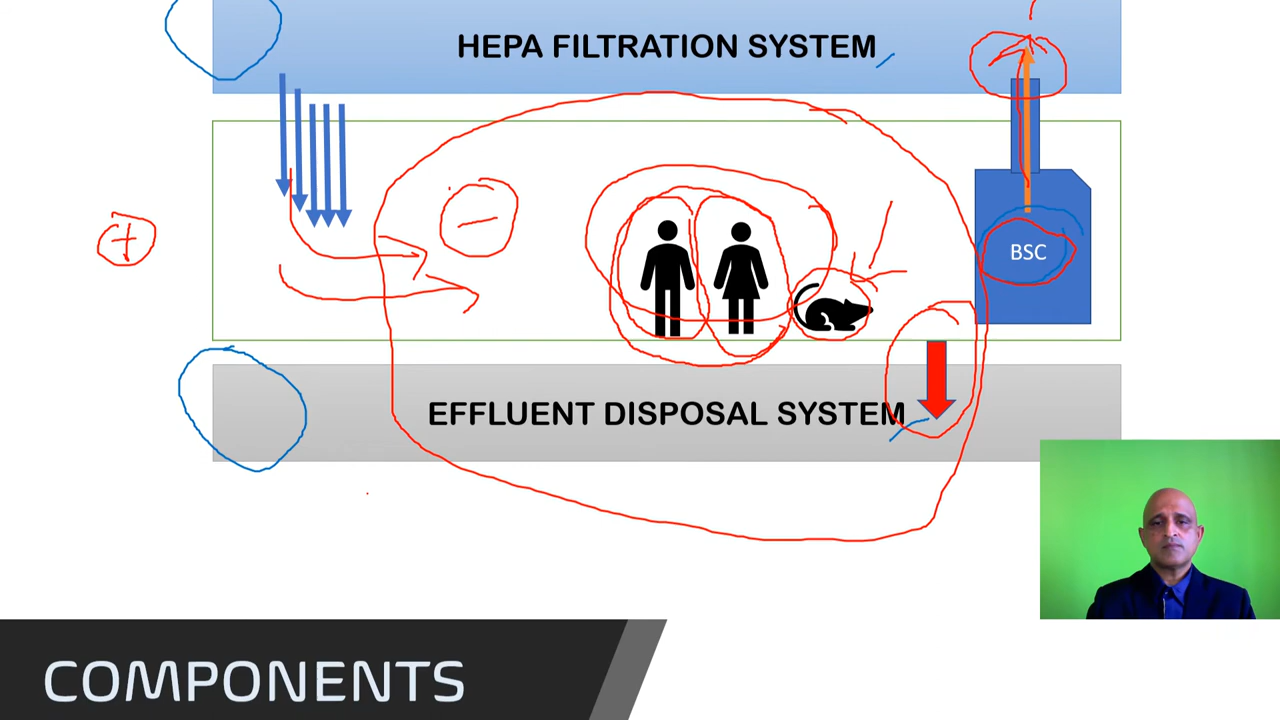 HEPA FILTRATION SYSTEM
+
−
BSC
EFFLUENT DISPOSAL SYSTEM
COMPONENTS